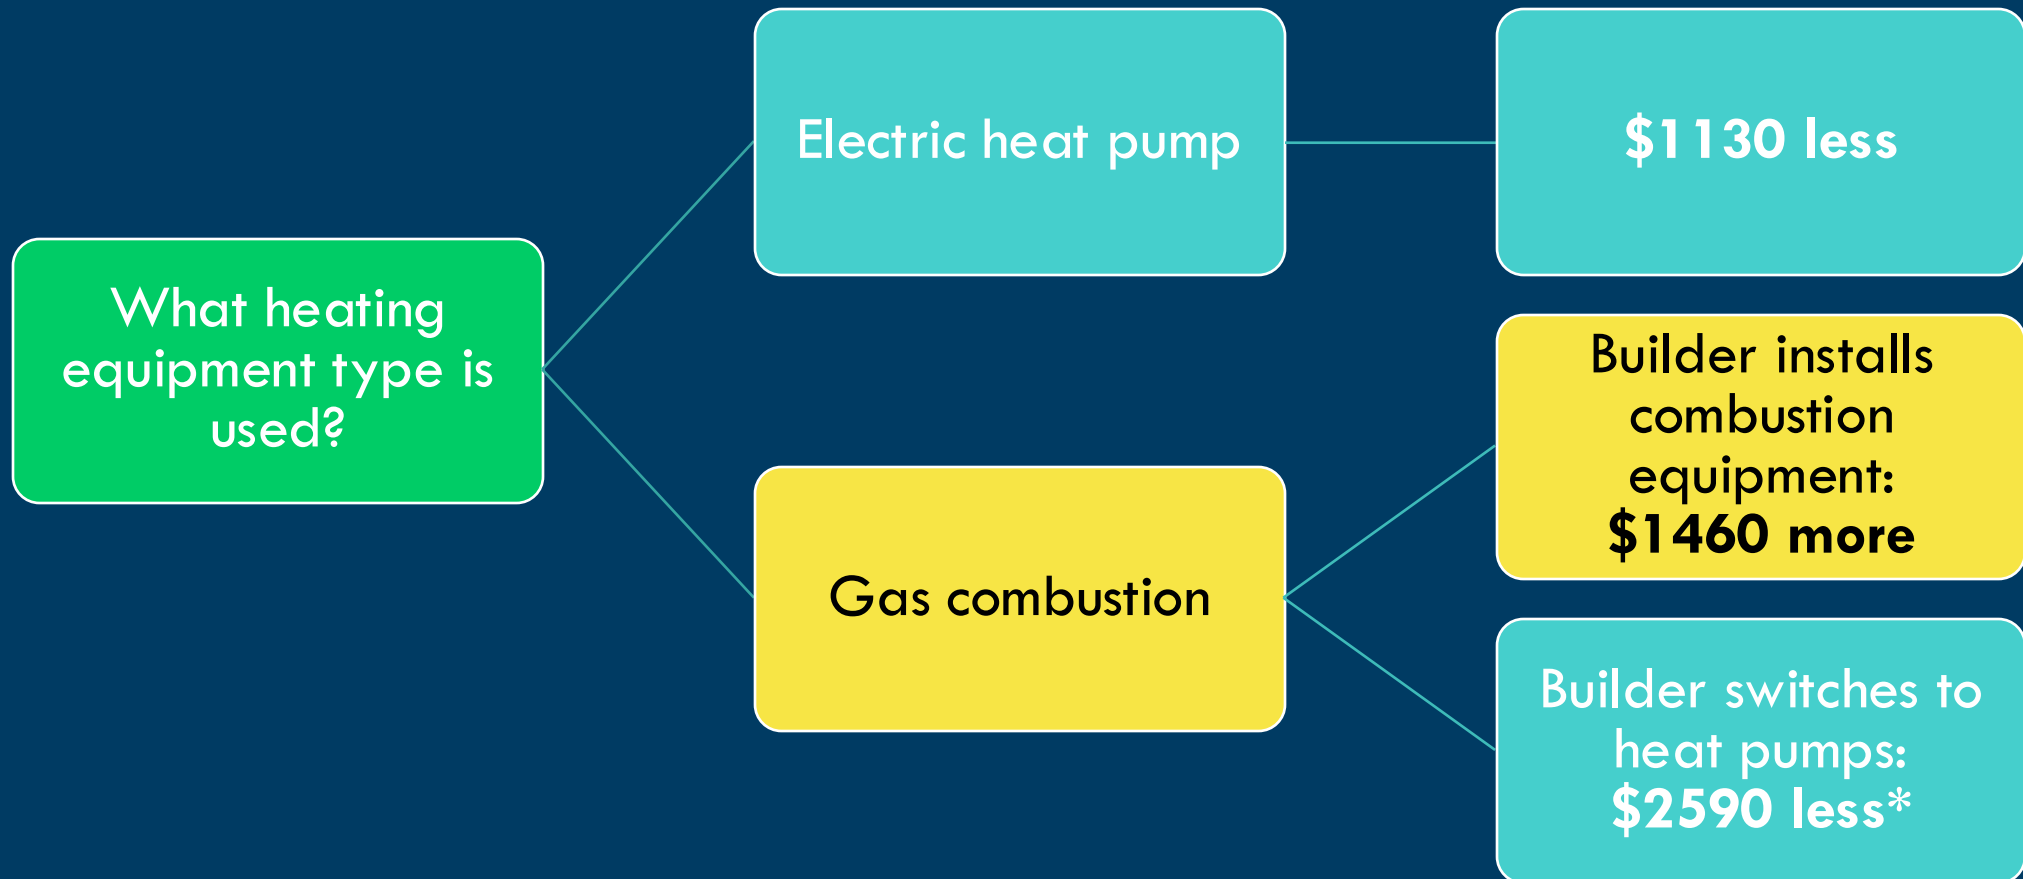 What heating
equipment type is
used?
Electric heat pump
$1130 less
Gas combustion
Builder installs
combustion
equipment:
$1460 more
Builder switches to
heat pumps:
$2590 less*